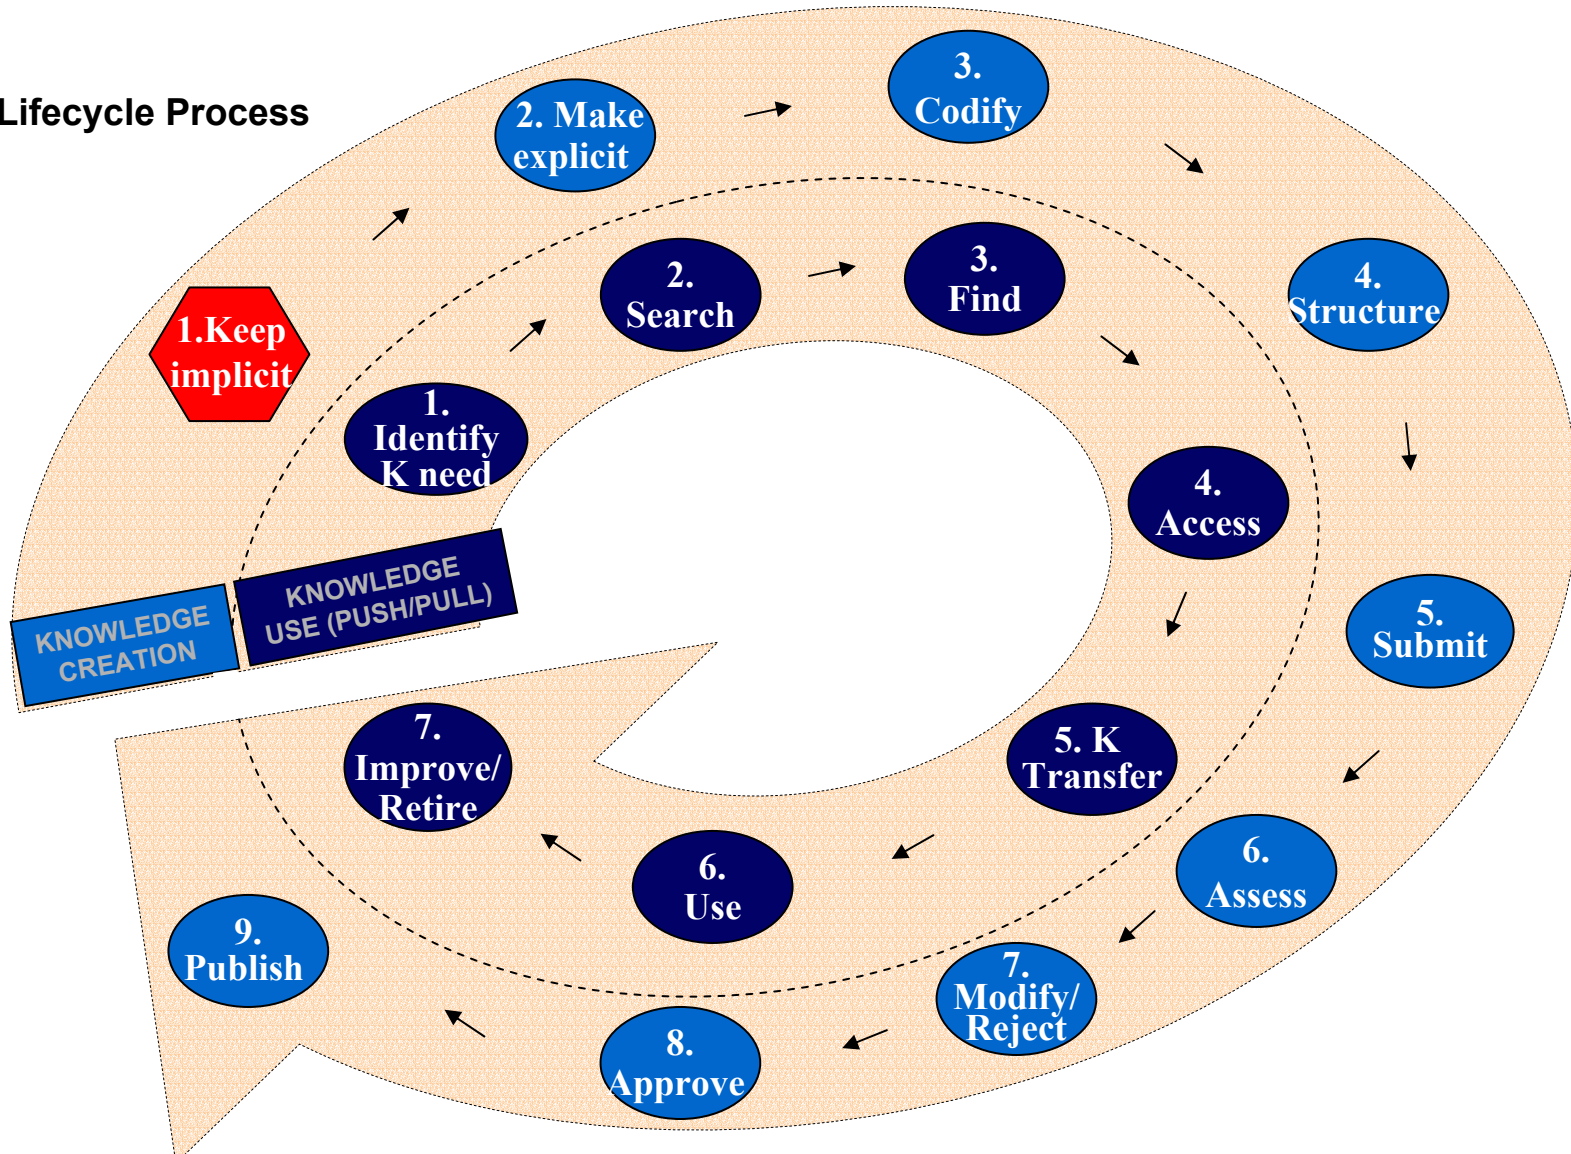 Lifecycle Process
1.Keep
implicit
2. Make
explicit
3.
Codify
4.
Structure
5.
Submit
6.
Assess
7.
Modify/
Reject
8.
Approve
9.
Publish
KNOWLEDGE
CREATION
KNOWLEDGE
USE (PUSH/PULL)
1.
Identify
K need
2.
Search
3.
Find
4.
Access
5. K
Transfer
6.
Use
7.
Improve/
Retire